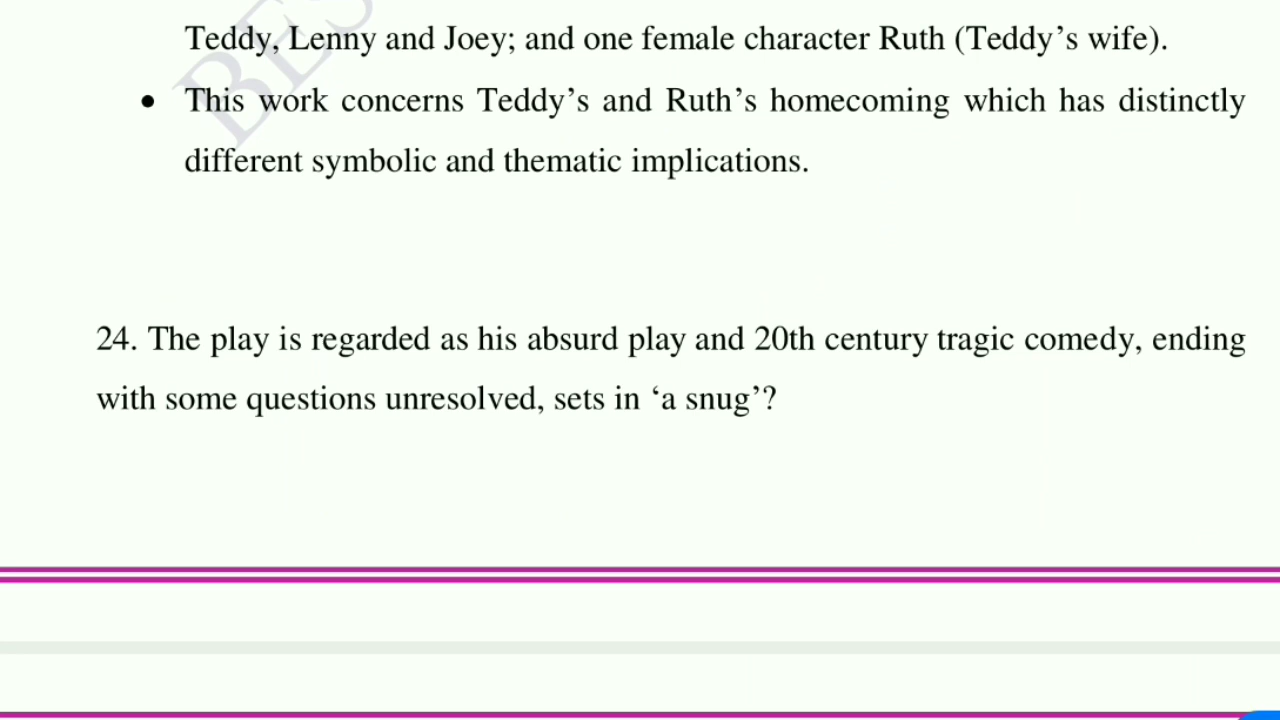 Teddy, Lenny and Joey; and one female character Ruth (Teddy’s wife).
• This work concerns Teddy’s and Ruth’s homecoming which has distinctly
different symbolic and thematic implications.
24. The play is regarded as his absurd play and 20th century tragic comedy, ending
with some questions unresolved, sets in ‘a snug’?